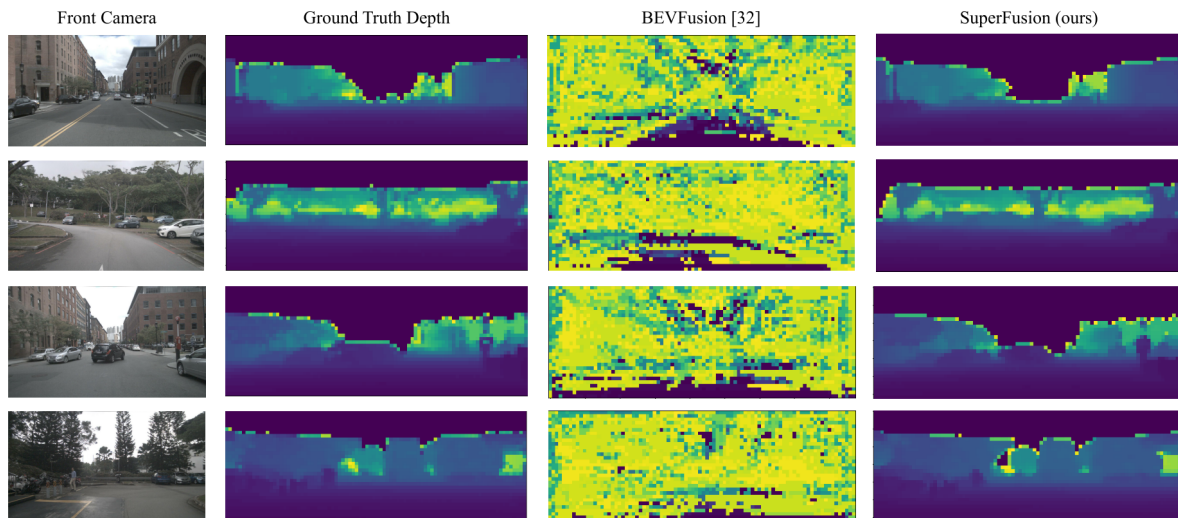 Front Camera
Ground Truth Depth
BEVFusion [32]
SuperFusion (ours)